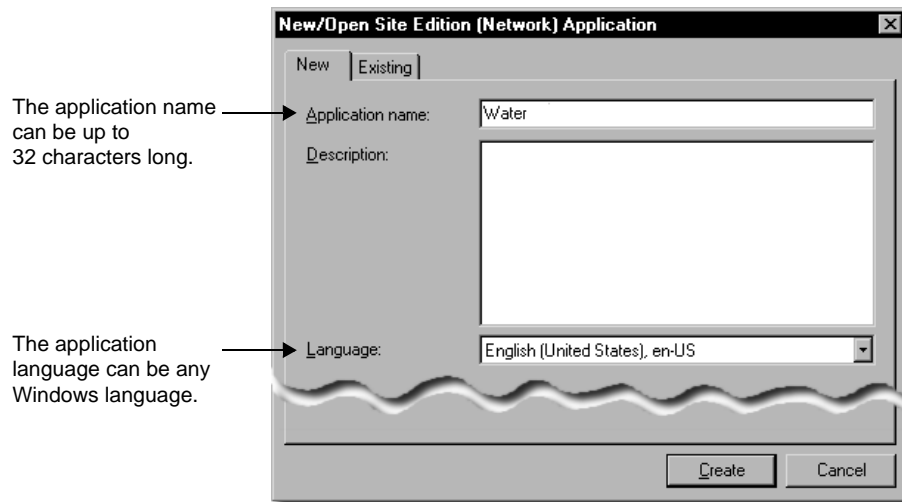 New/Open Site Edition (Network) Application
New
Existing
The application name
can be up to
32 characters long.
Application name:
Water
Description:
The application
language can be any
Windows language.
Language:
English (United States), en-US
Create
Cancel